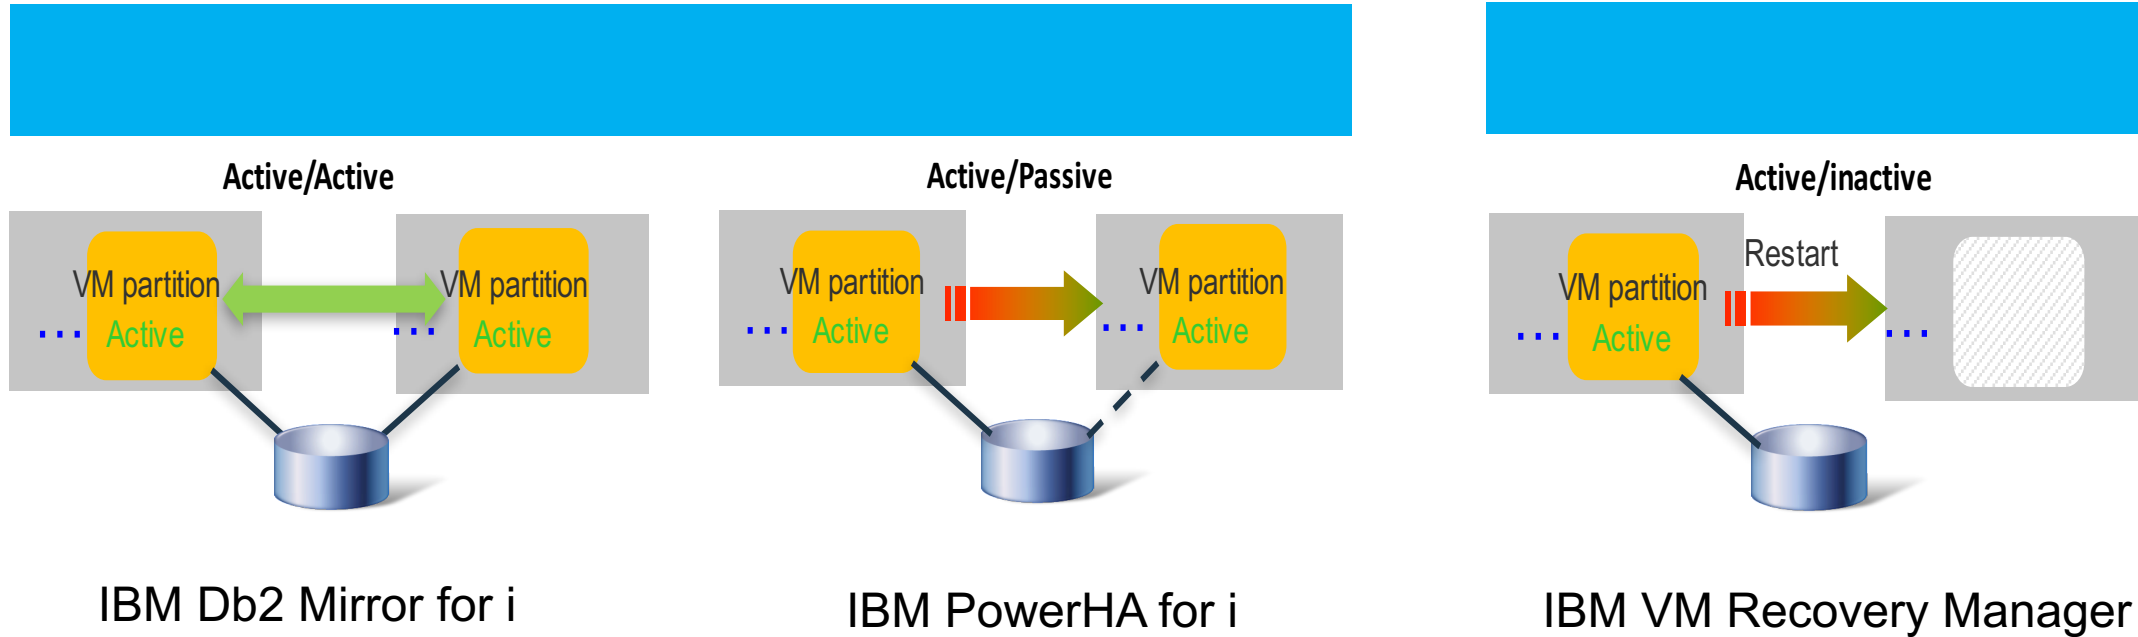 Active/Active
VM partition
Active
...
VM partition
Active
...
IBM Db2 Mirror for i
Active/Passive
VM partition
Active
...
VM partition
Active
...
IBM PowerHA for i
Active/inactive
VM partition
Active
...
Restart
...
IBM VM Recovery Manager